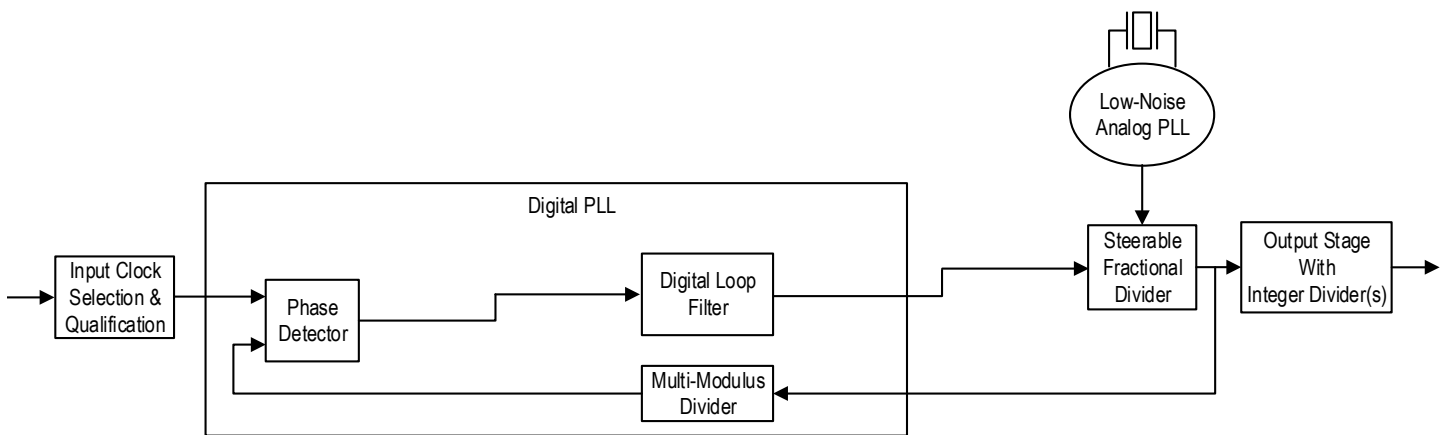 Low-Noise
Analog PLL
Digital PLL
Input Clock
Selection &
Qualification
Phase
Detector
Digital Loop
Filter
Multi-Modulus
Divider
Steerable
Fractional
Divider
Output Stage
With
Integer Divider(s)